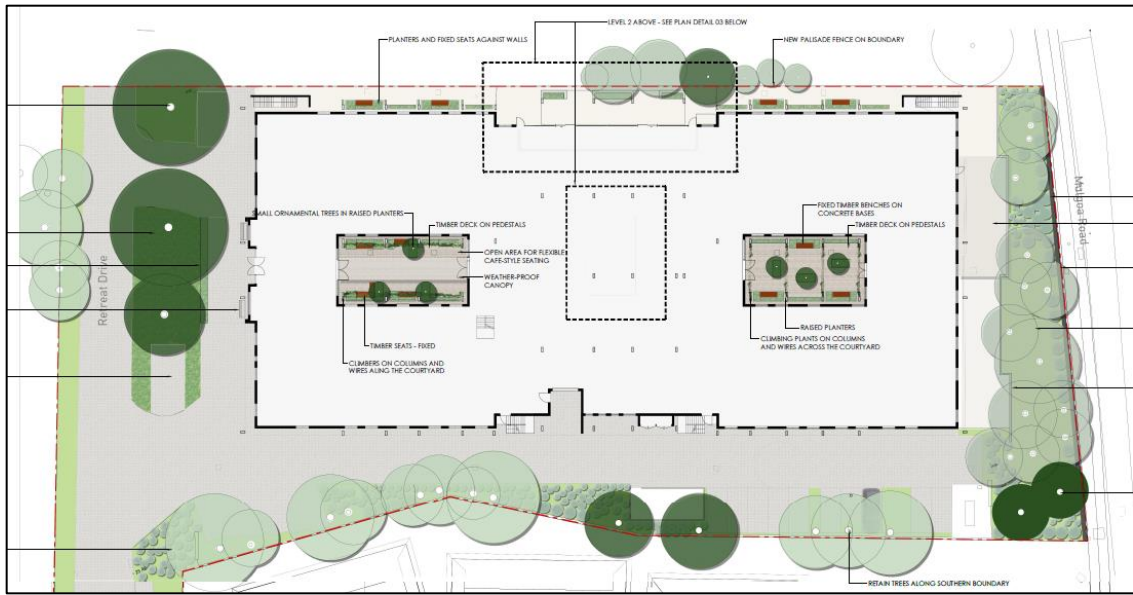 LEVEL 2 ABOVE - SEE PLAN DETAIL 03 BELOW
PLANTERS AND FIXED SEATS AGAINST WALLS
NEW PALISADE FENCE ON BOUNDARY
Mulgoa Road
SMALL ORNAMENTAL TREES IN RAISED PLANTERS
TIMBER DECK ON PEDESTALS
OPEN AREA FOR FLEXIBLE
CAFE-STYLE SEATING
WEATHER-PROOF
CANOPY
FIXED TIMBER BENCHES ON
CONCRETE BASES
TIMBER DECK ON PEDESTALS
Retreat Drive
TIMBER SEATS - FIXED
CLIMBERS ON COLUMNS AND
WIRES ALING THE COURTYARD
RAISED PLANTERS
CLIMBING PLANTS ON COLUMNS
AND WIRES ACROSS THE COURTYARD
RETAIN TREES ALONG SOUTHERN BOUNDARY